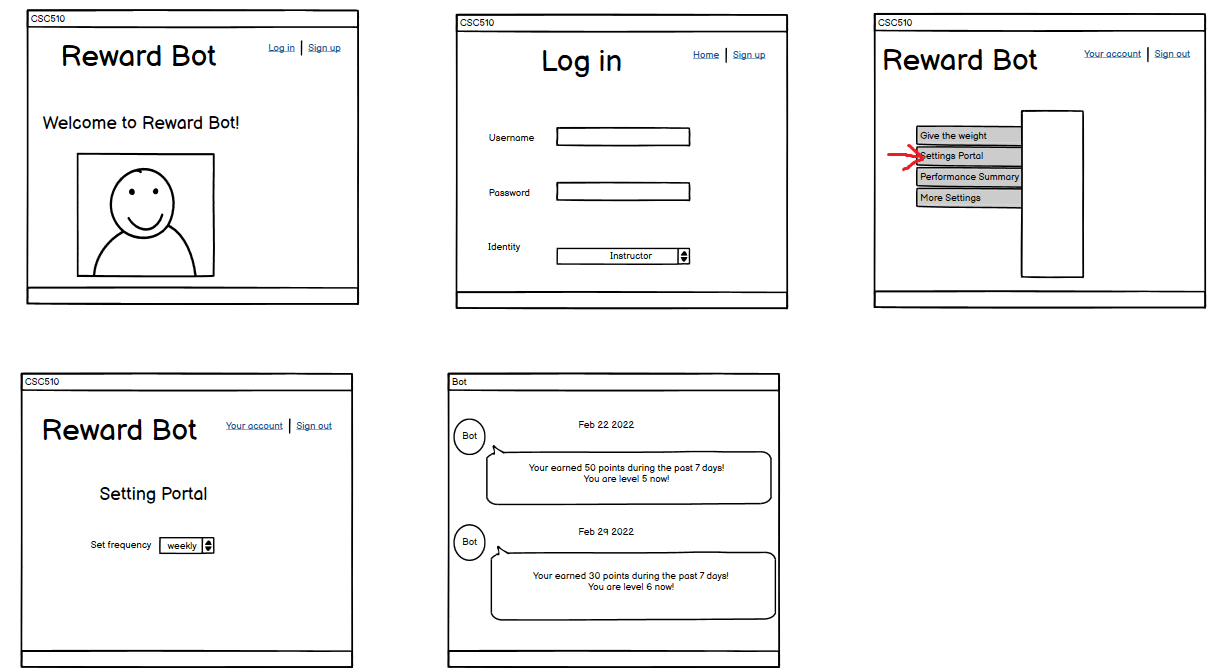 CSC510
Reward Bot
Log in | Sign up
Welcome to Reward Bot!
CSC510
Log in
Home | Sign up
Username
Password
Identity
Instructor
CSC510
Reward Bot
Your account | Sign out
Give the weight
Settings Portal
Performance Summary
More Settings
CSC510
Reward Bot
Your account | Sign out
Setting Portal
Set frequency
weekly
Bot
Feb 22 2022
Bot
Your earned 50 points during the past 7 days!
You are level 5 now!
Feb 29 2022
Bot
Your earned 30 points during the past 7 days!
You are level 6 now!